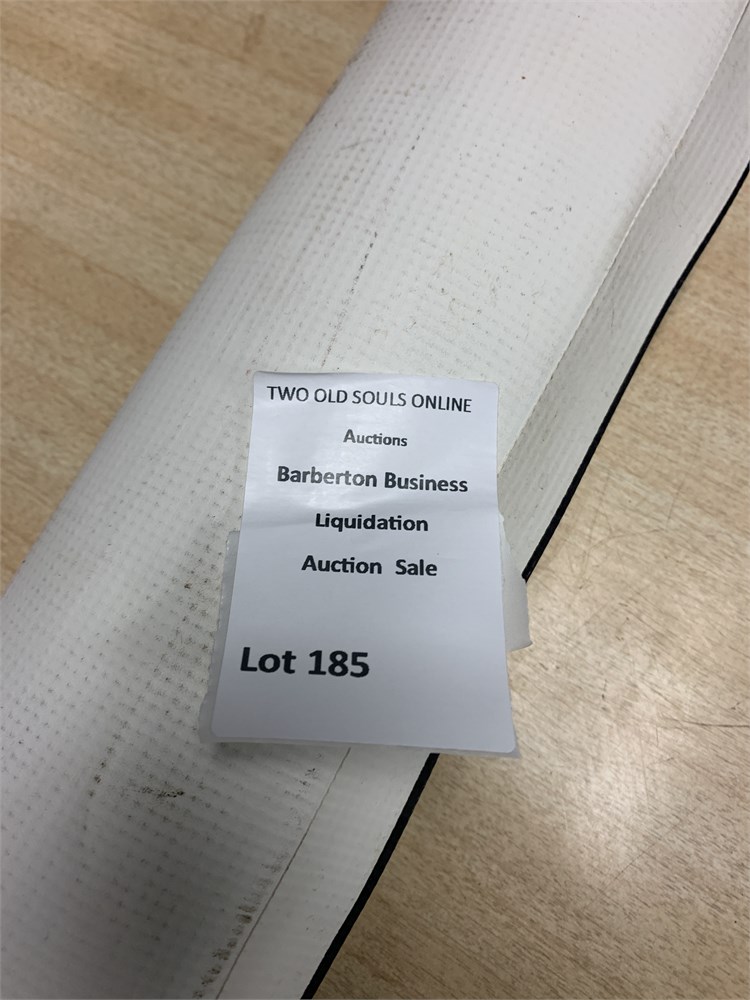 TWO OLD SOULS ONLINE
Auctions
Barberton Business
Liquidation
Auction Sale
Lot 185